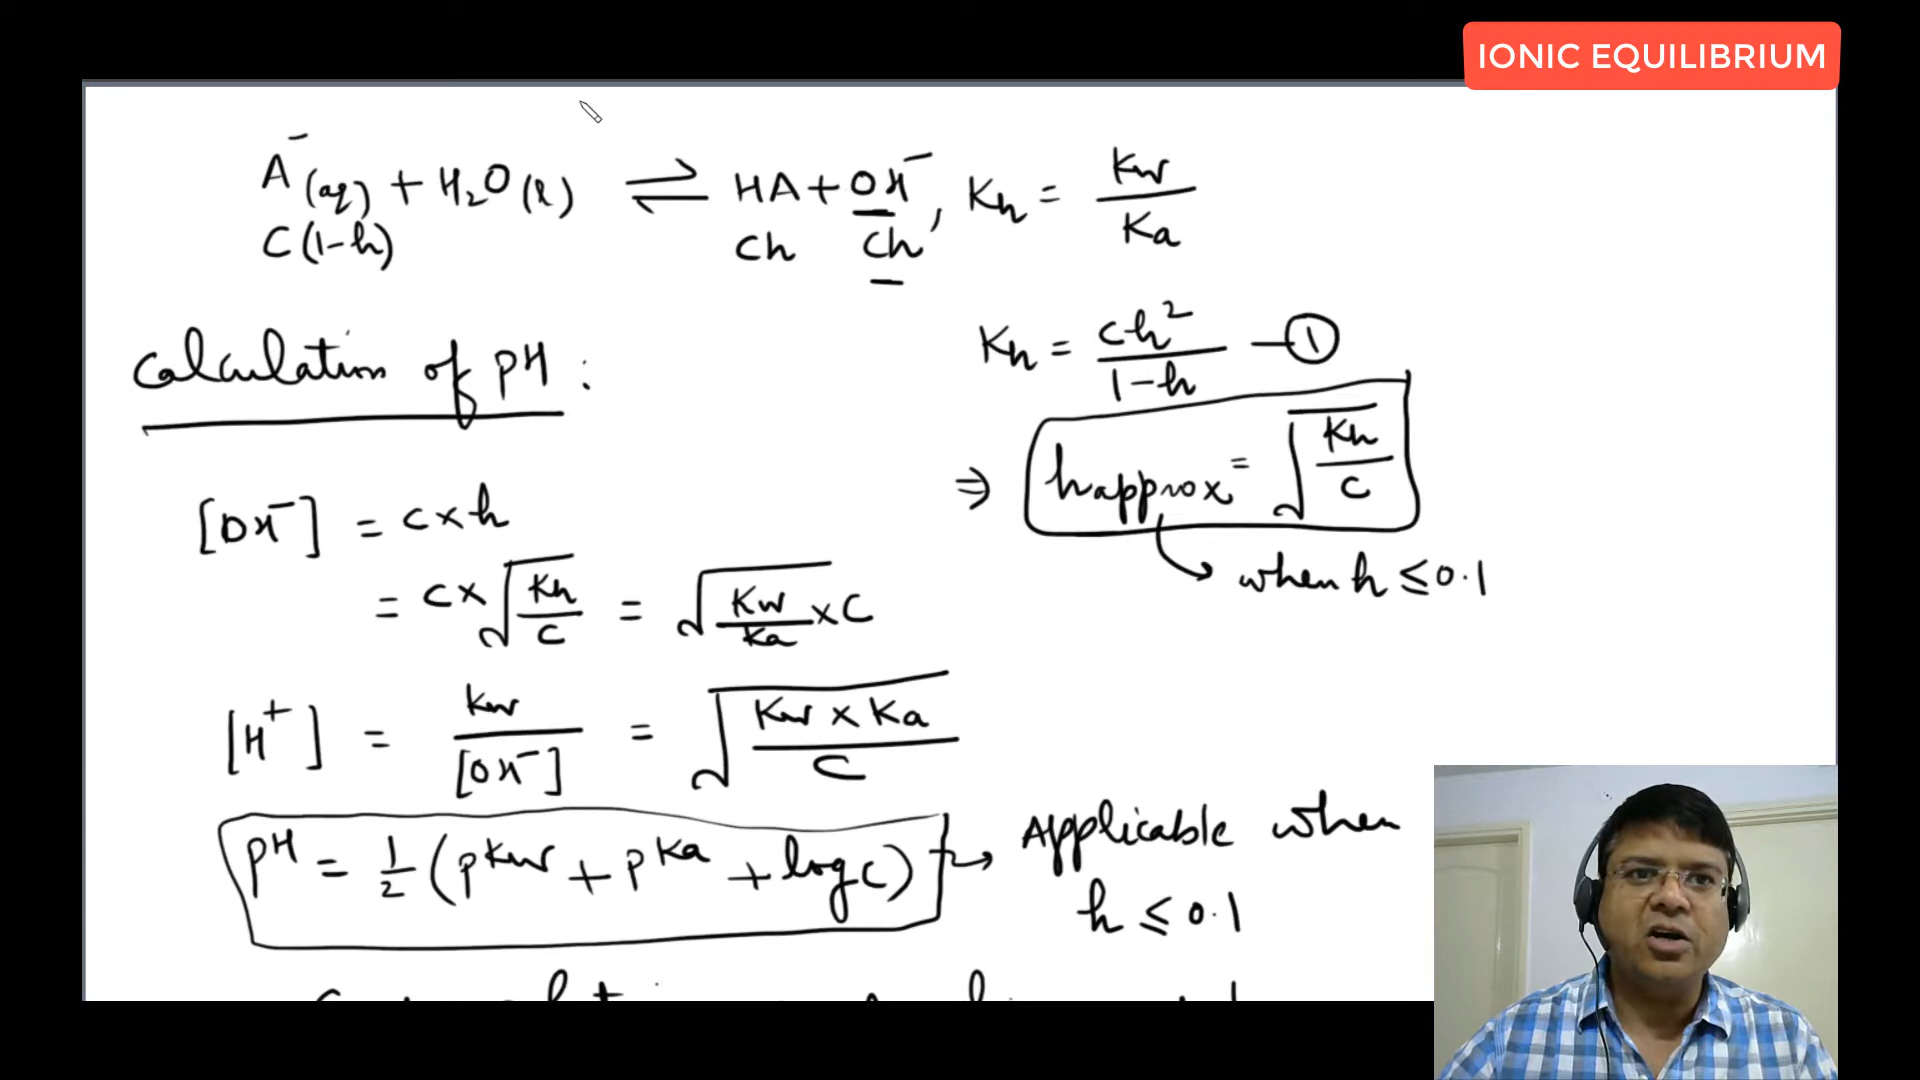 IONIC EQUILIBRIUM
A⁻(aq) + H₂O(l) ⇌ HA + OH⁻, Kh = Kw/Ka
C(1-h) Ch Ch
Kh = Ch²/1-h —①
Calculation of pH :
⇒ happrox = √(Kh/C)
when h ≤ 0.1
[OH⁻] = C×h
= C×√(Kh/C) = √(Kw/Ka ×C)
[H⁺] = Kw/[OH⁻] = √(Kw × Ka/C)
pH = 1/2 (pKw + pKa + log C) → Applicable when
h ≤ 0.1